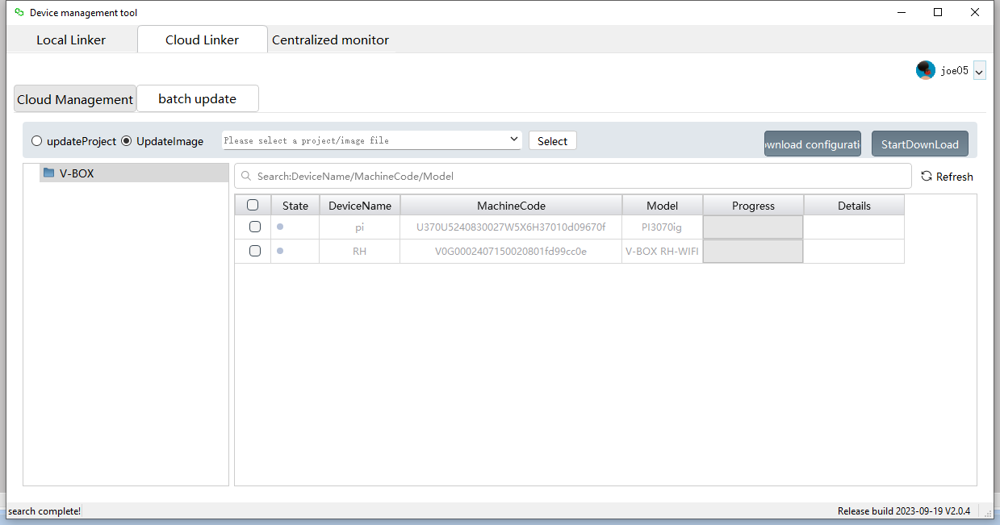 Device management tool
Local Linker Cloud Linker Centralized monitor
joe05
Cloud Management batch update
updateProject UpdateImage Please select a project/image file Select wnload configurati StartDownLoad
V-BOX Search:DeviceName/MachineCode/Model Refresh
State DeviceName MachineCode Model Progress Details
pi U370U5240830027W5X6H37010d09670f PI3070ig
RH V0G0002407150020801fd99cc0e V-BOX RH-WIFI
search complete! Release build 2023-09-19 V2.0.4